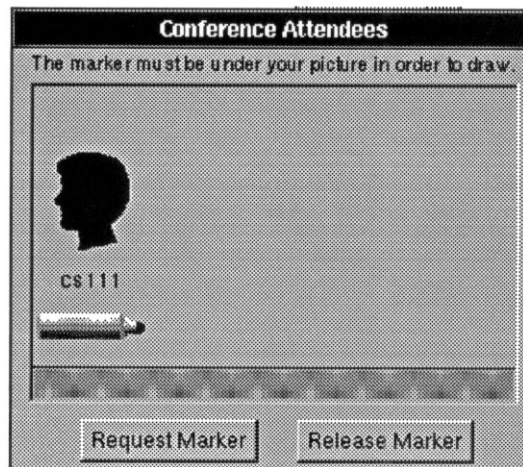 Conference Attendees
The marker must be under your picture in order to draw.
cs111
Request Marker
Release Marker